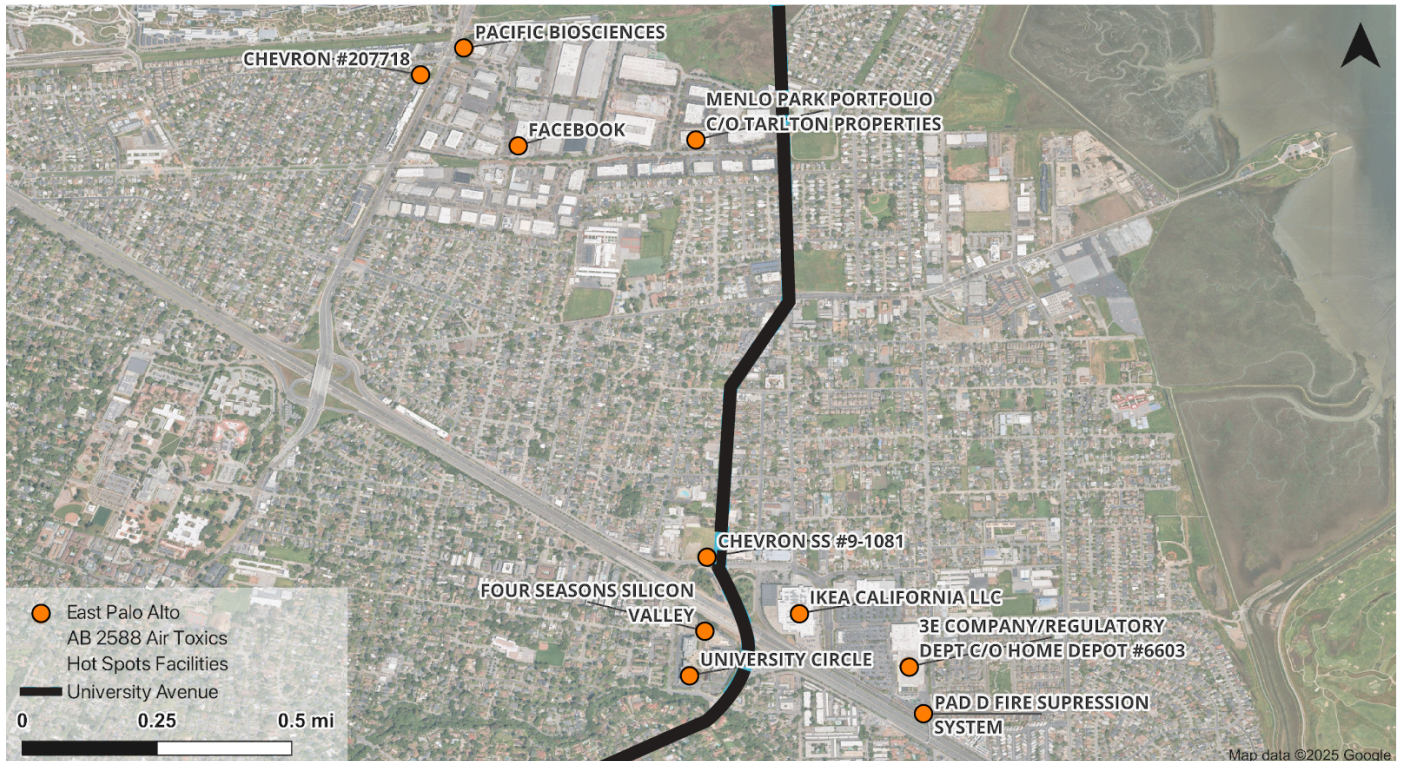 PACIFIC BIOSCIENCES
CHEVRON #207718
MENLO PARK PORTFOLIO
C/O TARLTON PROPERTIES
FACEBOOK
CHEVRON SS #9-1081
FOUR SEASONS SILICON
VALLEY
IKEA CALIFORNIA LLC
3E COMPANY/REGULATORY
DEPT C/O HOME DEPOT #6603
UNIVERSITY CIRCLE
PAD D FIRE SUPRESSION
SYSTEM
East Palo Alto
AB 2588 Air Toxics
Hot Spots Facilities
University Avenue
0 0.25 0.5 mi
Map data ©2025 Google